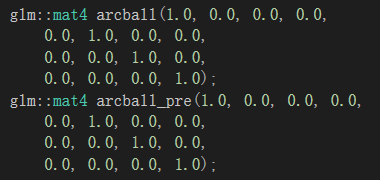 glm::mat4 arcball(1.0, 0.0, 0.0, 0.0,
    0.0, 1.0, 0.0, 0.0,
    0.0, 0.0, 1.0, 0.0,
    0.0, 0.0, 0.0, 1.0);
glm::mat4 arcball_pre(1.0, 0.0, 0.0, 0.0,
    0.0, 1.0, 0.0, 0.0,
    0.0, 0.0, 1.0, 0.0,
    0.0, 0.0, 0.0, 1.0);